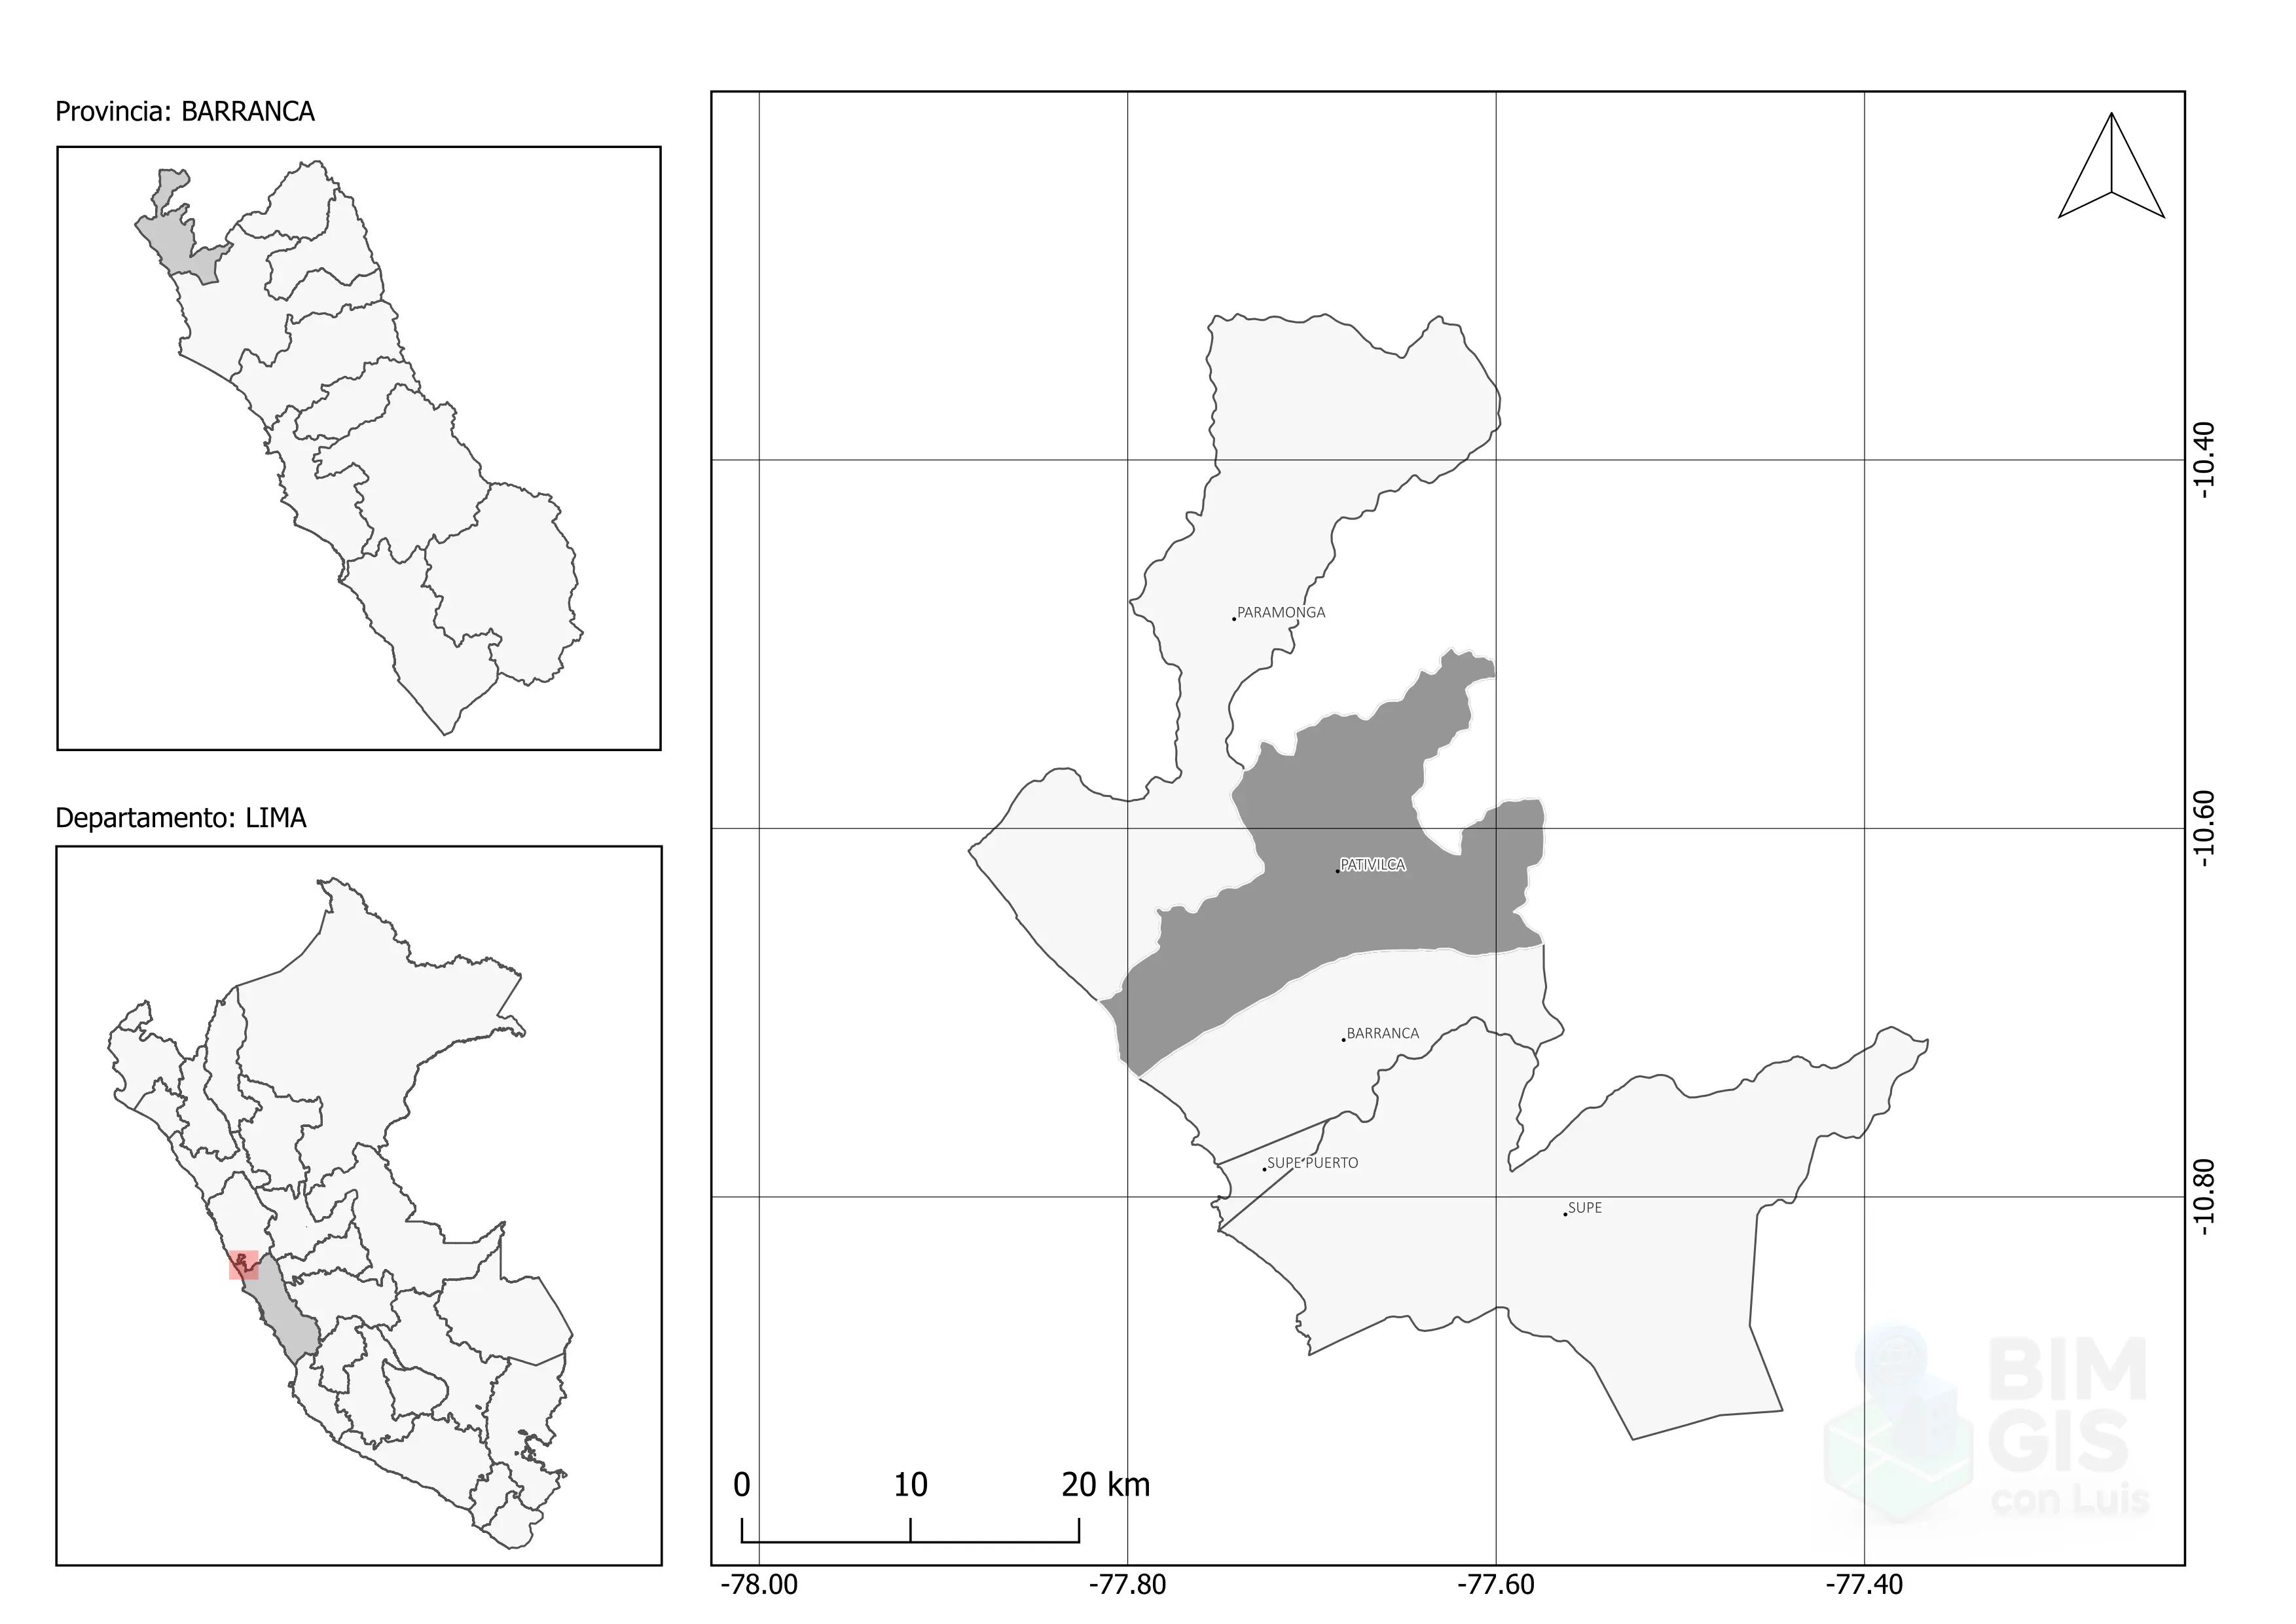 Provincia: BARRANCA
Departamento: LIMA
PARAMONGA
PATIVILCA
BARRANCA
SUPE PUERTO
SUPE
-10.40
-10.60
-10.80
0 10 20 km
-78.00 -77.80 -77.60 -77.40
BIM
GIS
con Luis